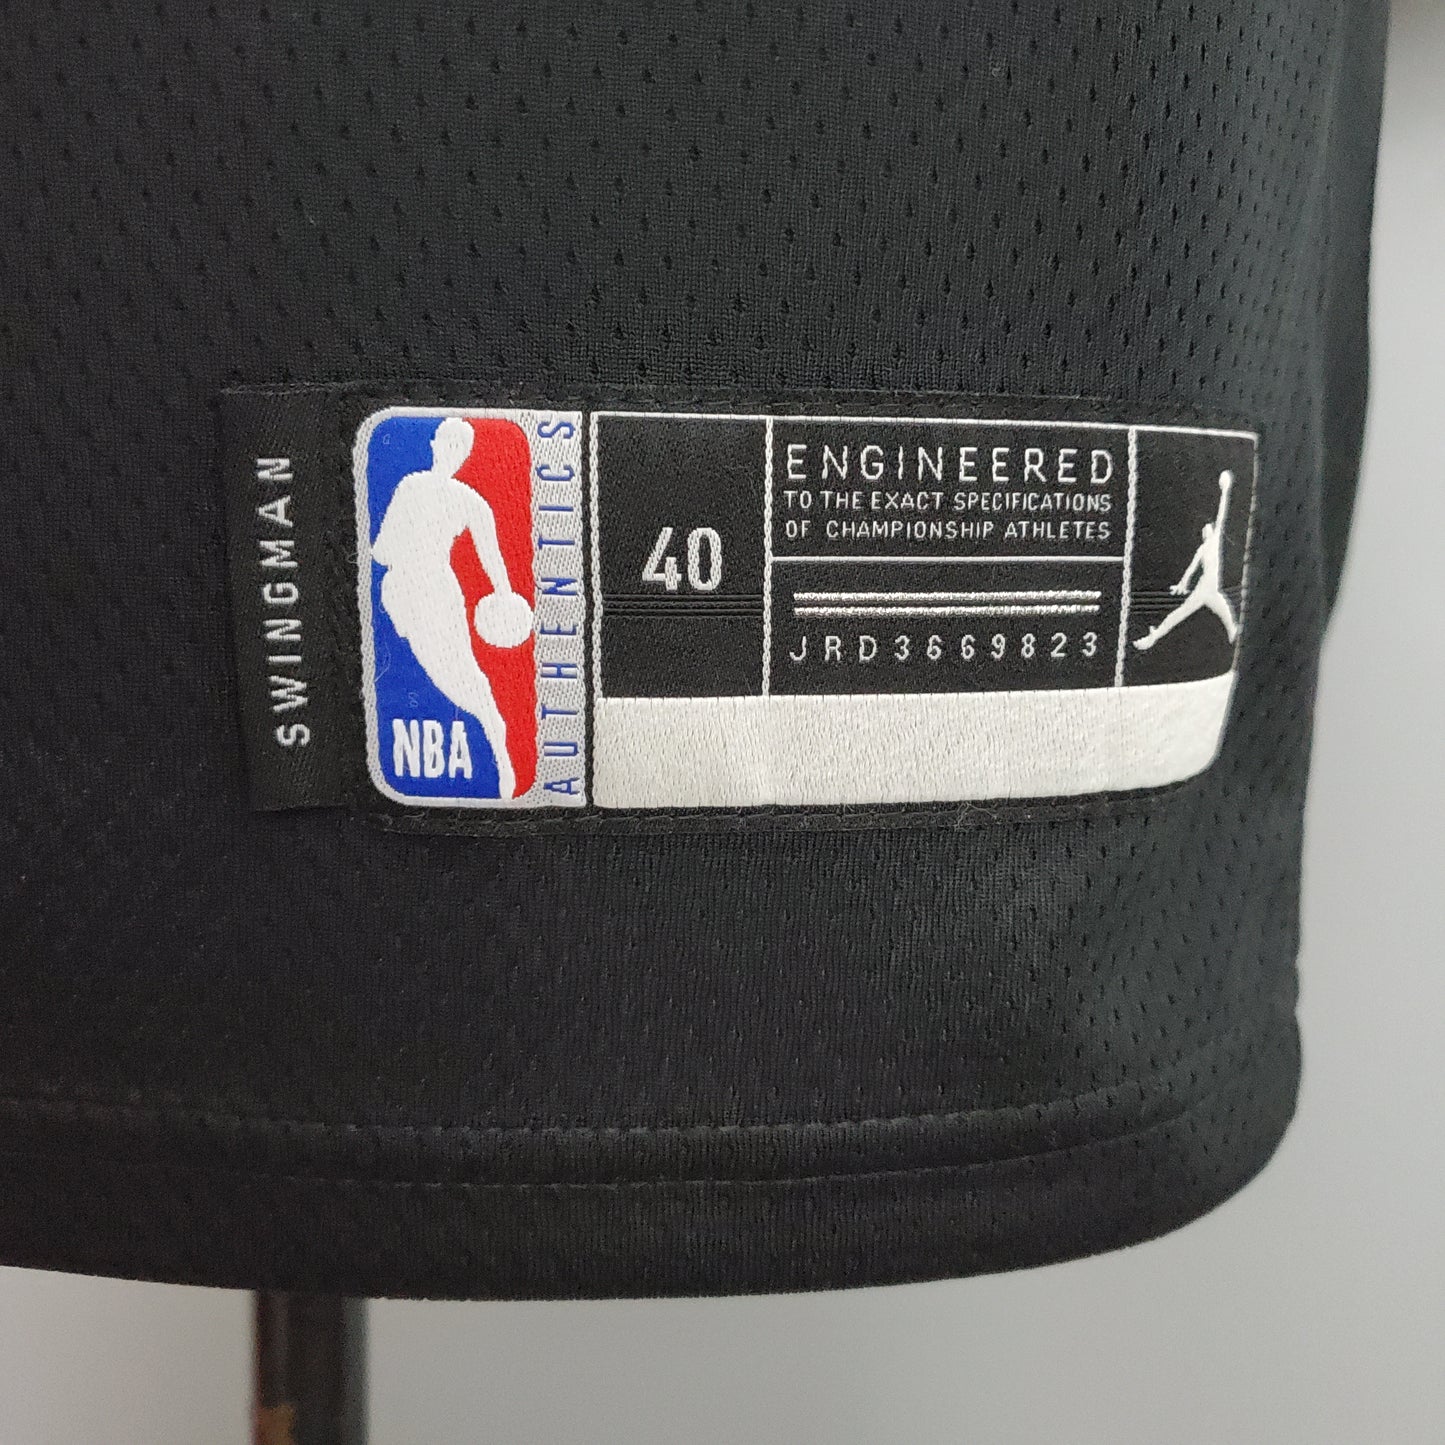 SWINGMAN
NBA
AUTHENTICS
40
ENGINEERED
TO THE EXACT SPECIFICATIONS
OF CHAMPIONSHIP ATHLETES
JRD3669823